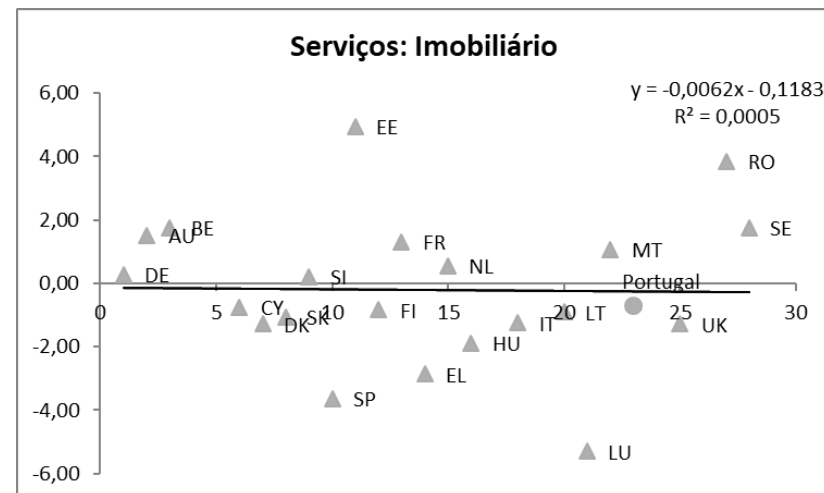 Serviços: Imobiliário
y = -0,0062x - 0,1183
R² = 0,0005
6,00
EE
4,00
RO
2,00
BE
AU
FR
MT
SE
NL
DE
SI
0,00
Portugal
0
5
10
15
20
25
30
CY
DK
SK
FI
IT
LT
UK
-2,00
HU
EL
SP
-4,00
LU
-6,00